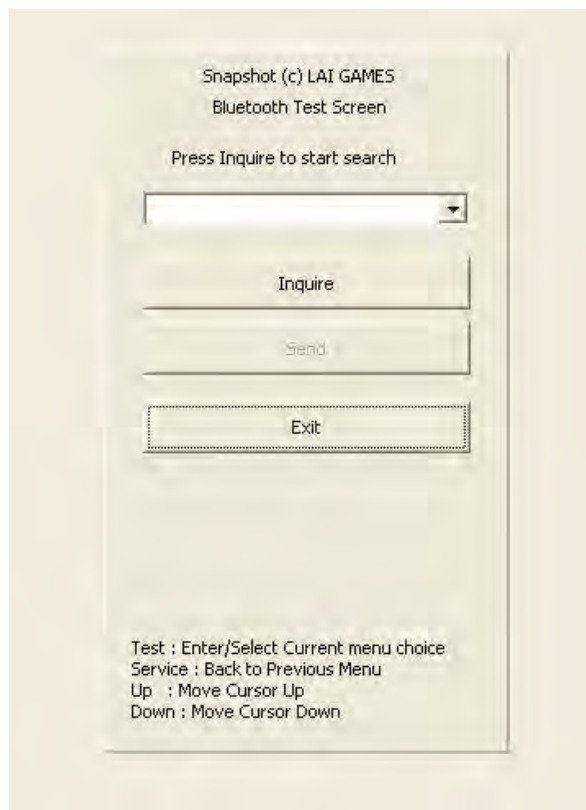 Snapshot (c) LAI GAMES
Bluetooth Test Screen
Press Inquire to start search
Inquire
Send
Exit
Test : Enter/Select Current menu choice
Service : Back to Previous Menu
Up : Move Cursor Up
Down : Move Cursor Down